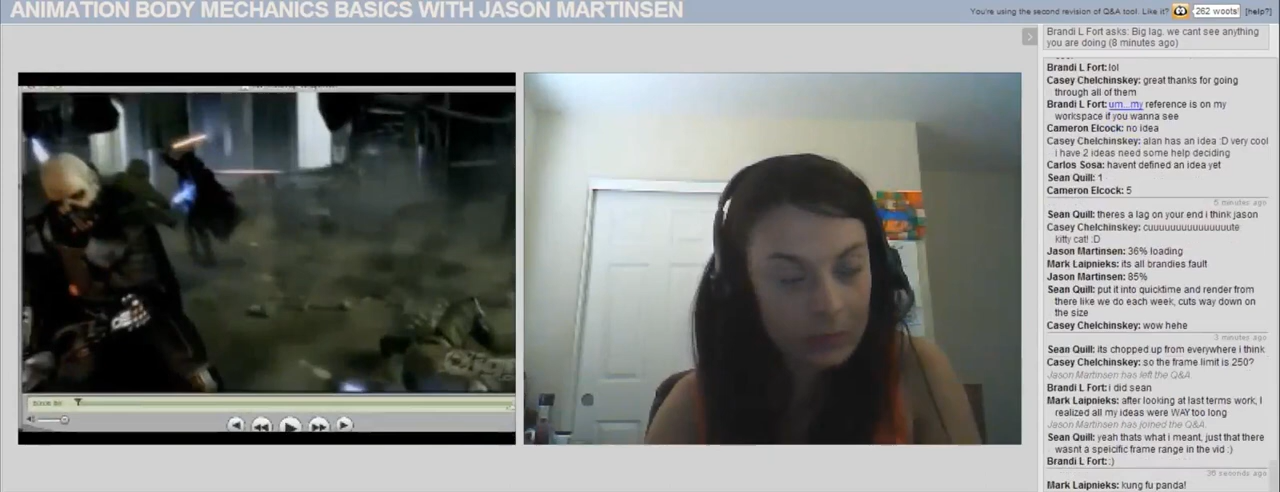 ANIMATION BODY MECHANICS BASICS WITH JASON MARTINSEN
You're using the second revision of Q&A tool. Like it? 262 woots! [help?]
Brandi L Fort asks: Big lag. we cant see anything
you are doing (8 minutes ago)
Brandi L Fort: lol
Casey Chelchinskey: great thanks for going
through all of them
Brandi L Fort: um...my reference is on my
workspace if you wanna see
Cameron Elcock: no idea
Casey Chelchinskey: alan has an idea :D very cool
i have 2 ideas need some help deciding
Carlos Sosa: havent defined an idea yet
Sean Quill: 1
Cameron Elcock: 5
5 minutes ago
Sean Quill: theres a lag on your end i think jason
Casey Chelchinskey: cuuuuuuuuuuuuuuute
kitty cat! :D
Jason Martinsen: 36% loading
Mark Laipnieks: its all brandies fault
Jason Martinsen: 85%
Sean Quill: put it into quicktime and render from
there like we do each week, cuts way down on
the size
Casey Chelchinskey: wow hehe
3 minutes ago
Sean Quill: its chopped up from everywhere i think
Casey Chelchinskey: so the frame limit is 250?
Jason Martinsen has left the Q&A.
Brandi L Fort: i did sean
Mark Laipnieks: after looking at last terms work, I
realized all my ideas were WAY too long
Jason Martinsen has joined the Q&A.
Sean Quill: yeah thats what i meant, just that there
wasnt a speicific frame range in the vid :)
Brandi L Fort: :)
seconds ago
Mark Laipnieks: kung fu panda!